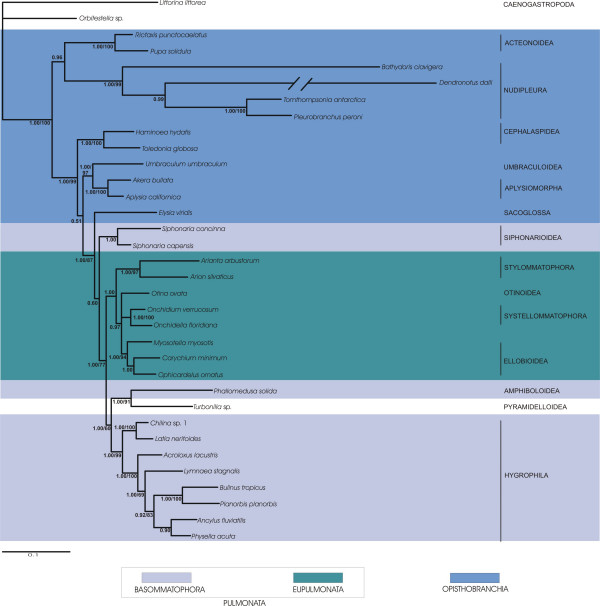 Littorina littorea
CAENOGASTROPODA
Orbitestella sp.
Rictaxis punctocaelatus
1.00/100
Pupa solidula
ACTEONOIDEA
0.96
Bathydoris clavigera
1.00/99
Dendronotus dalli
0.99
Tomthompsonia antarctica
1.00/100
Pleurobranchus peroni
NUDIPLEURA
1.00/100
Haminoea hydatis
1.00/100
Toledonia globosa
CEPHALASPIDEA
1.00/
97
Umbraculum umbraculum
UMBRACULOIDEA
1.00/99
Akera bullata
1.00/100
Aplysia californica
APLYSIOMORPHA
0.51
Elysia viridis
SACOGLOSSA
Siphonaria concinna
1.00
Siphonaria capensis
SIPHONARIOIDEA
1.00/87
Arianta arbustorum
1.00/97
Arion silvaticus
STYLOMMATOPHORA
1.00
Otina ovata
OTINOIDEA
0.60
Onchidium verrucosum
1.00/100
Onchidella floridiana
SYSTELLOMMATOPHORA
0.97
Myosotella myosotis
1.00/94
Carychium minimum
1.00
Ophicardelus ornatus
ELLOBIOIDEA
1.00/77
Phallomedusa solida
AMPHIBOLOIDEA
1.00/91
Turbonilla sp.
PYRAMIDELLOIDEA
1.00/68
Chilina sp. 1
1.00/100
Latia neritoides
1.00/99
Acroloxus lacustris
1.00/100
Lymnaea stagnalis
1.00/69
Bulinus tropicus
1.00/100
Planorbis planorbis
0.92/83
Ancylus fluviatilis
0.99
Physella acuta
HYGROPHILA
0.1
BASOMMATOPHORA
EUPULMONATA
OPISTHOBRANCHIA
PULMONATA